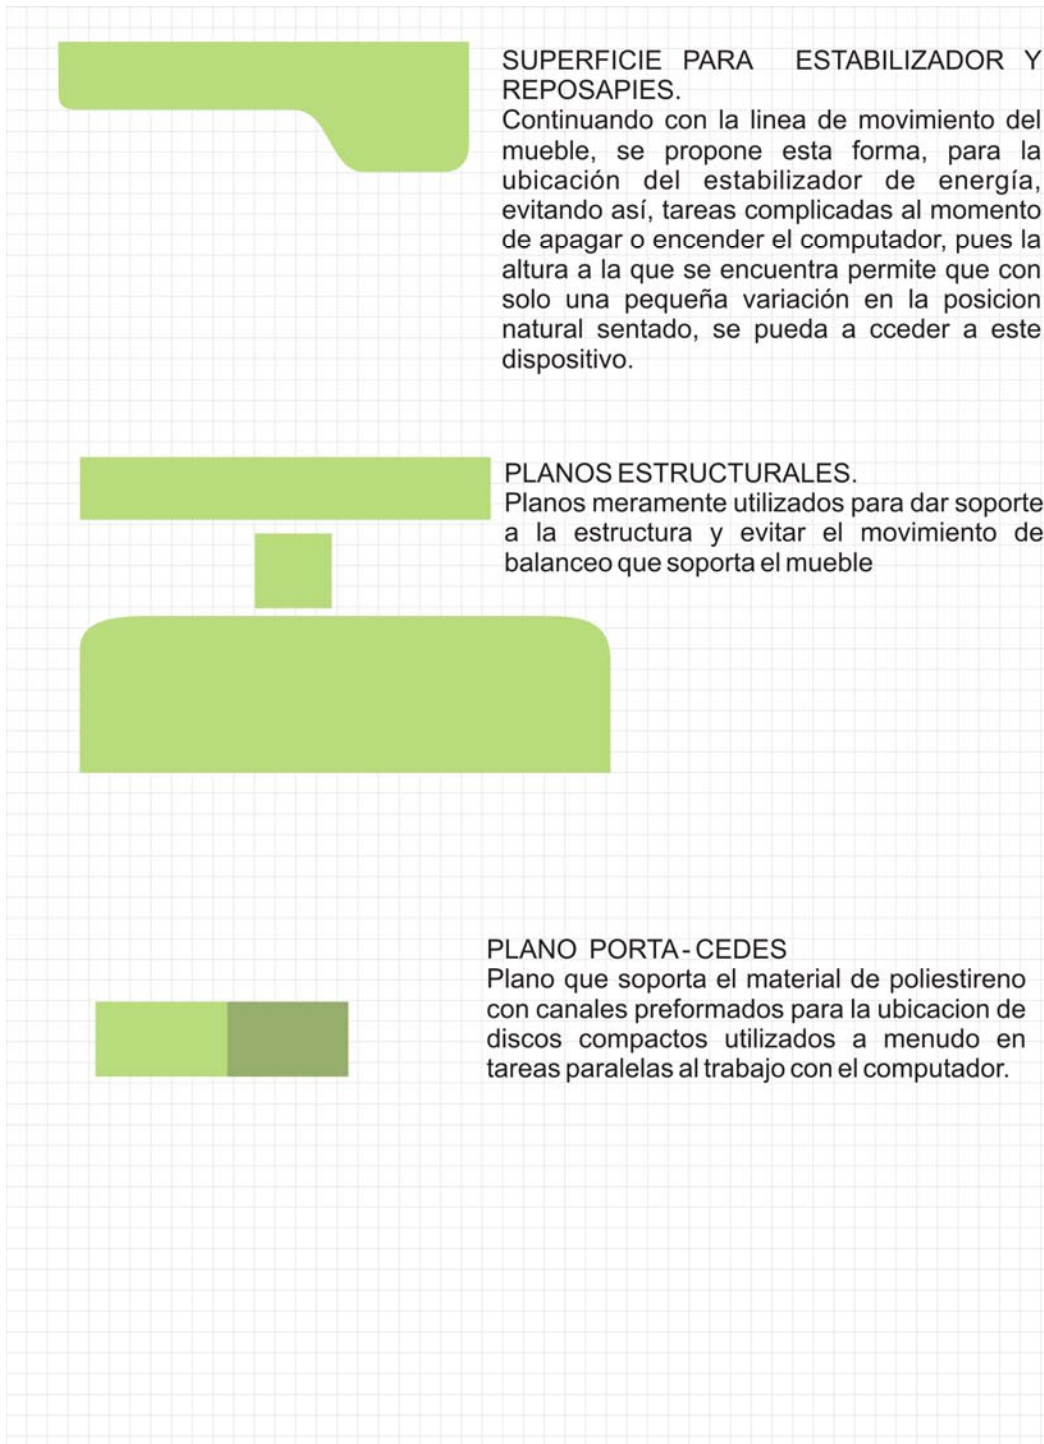 SUPERFICIE PARA ESTABILIZADOR Y
REPOSAPIES.
Continuando con la linea de movimiento del
mueble, se propone esta forma, para la
ubicación del estabilizador de energía,
evitando así, tareas complicadas al momento
de apagar o encender el computador, pues la
altura a la que se encuentra permite que con
solo una pequeña variación en la posicion
natural sentado, se pueda a cceder a este
dispositivo.
PLANOS ESTRUCTURALES.
Planos meramente utilizados para dar soporte
a la estructura y evitar el movimiento de
balanceo que soporta el mueble
PLANO PORTA-CEDES
Plano que soporta el material de poliestireno
con canales preformados para la ubicacion de
discos compactos utilizados a menudo en
tareas paralelas al trabajo con el computador.